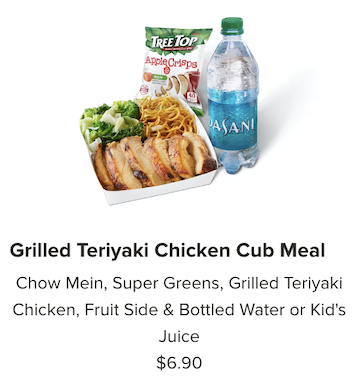 TREE TOP
Apple Crisps
DASANI
Grilled Teriyaki Chicken Cub Meal
Chow Mein, Super Greens, Grilled Teriyaki
Chicken, Fruit Side & Bottled Water or Kid's
Juice
$6.90